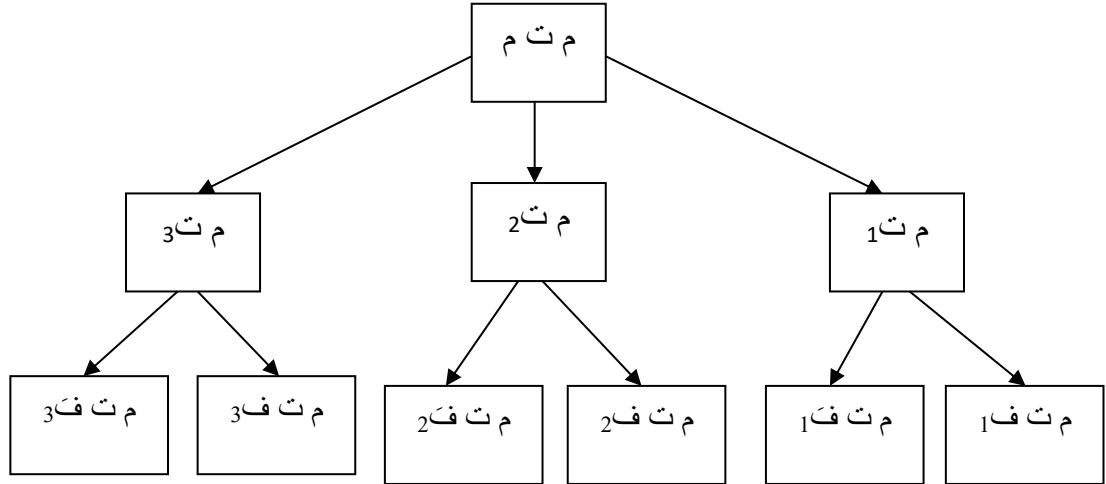 م ت م
م ت1
م ت2
م ت3
م ت ف1
م ت فَ1
م ت ف2
م ت فَ2
م ت ف3
م ت فَ3